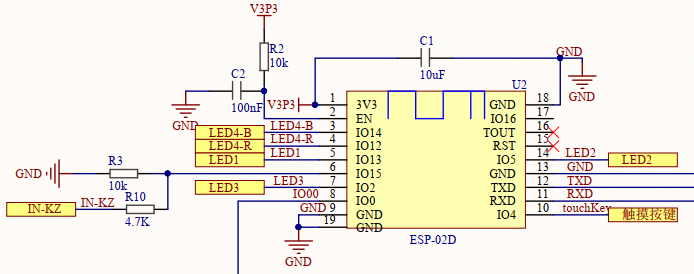 V3P3
R2
10k
C1
10uF
GND
C2
100nF
V3P3
GND
GND
U2
1 3V3 GND 18
2 EN IO16 17
LED4-B LED4-B 3 IO14 TOUT 16
LED4-R LED4-R 4 IO12 RST 15
LED1 LED1 5 IO13 IO5 14 LED2 LED2
GND R3 10k 6 IO15 GND 13 GND
LED3 LED3 7 IO2 TXD 12 TXD
IO00 8 IO0 RXD 11 RXD
IN-KZ IN-KZ R10 4.7K
GND 9 GND IO4 10 touchKey 触摸按键
19 GND
ESP-02D
GND